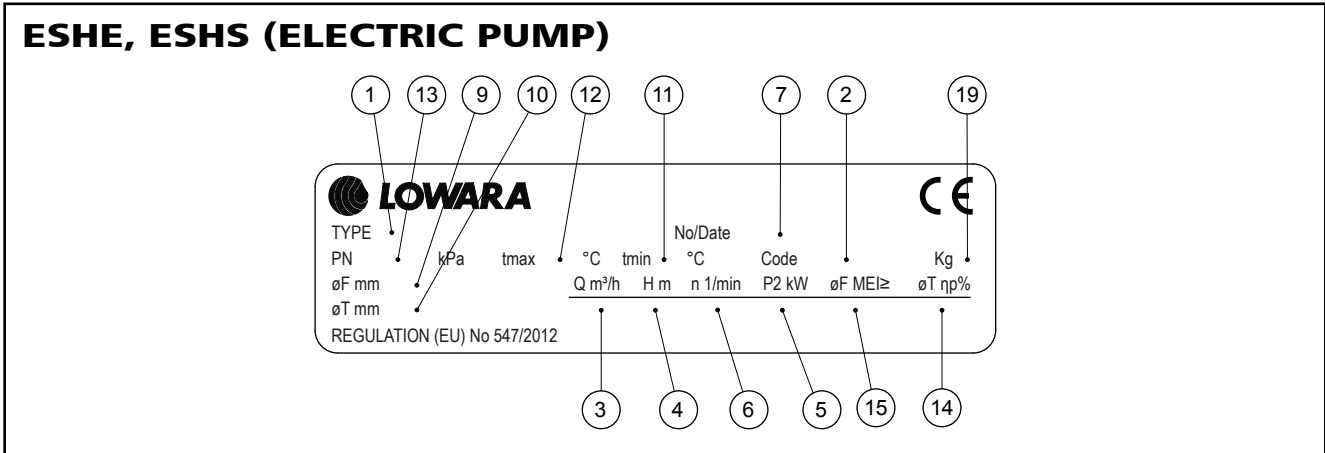 ESHE, ESHS (ELECTRIC PUMP)
1 13 9 10 12 11 7 2 19
LOWARA CE
TYPE No/Date
PN kPa tmax °C tmin °C Code Kg
øF mm Q m³/h H m n 1/min P2 kW øF MEI≥ øT ηp%
øT mm
REGULATION (EU) No 547/2012
3 4 6 5 15 14